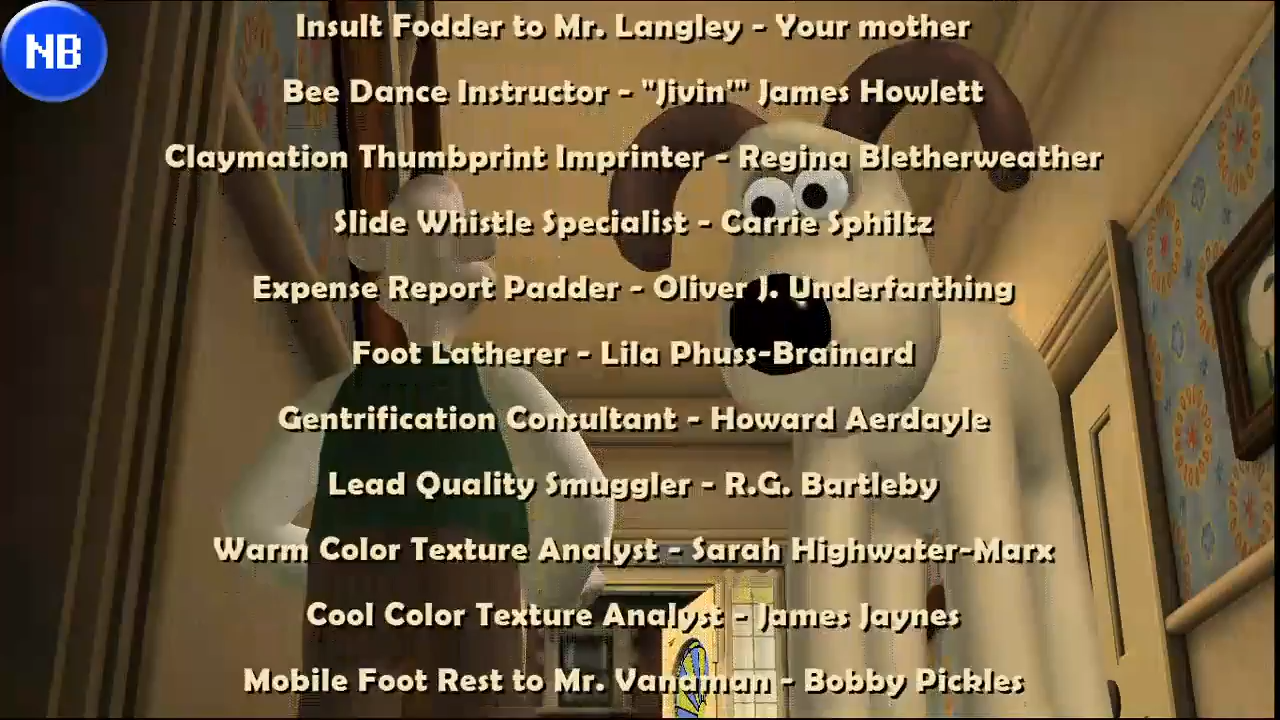 NB
Insult Fodder to Mr. Langley - Your mother
Bee Dance Instructor - "Jivin'" James Howlett
Claymation Thumbprint Imprinter - Regina Bletherweather
Slide Whistle Specialist - Carrie Sphiltz
Expense Report Padder - Oliver J. Underfarthing
Foot Latherer - Lila Phuss-Brainard
Gentrification Consultant - Howard Aerdayle
Lead Quality Smuggler - R.G. Bartleby
Warm Color Texture Analyst - Sarah Highwater-Marx
Cool Color Texture Analyst - James Jaynes
Mobile Foot Rest to Mr. Vanaman - Bobby Pickles